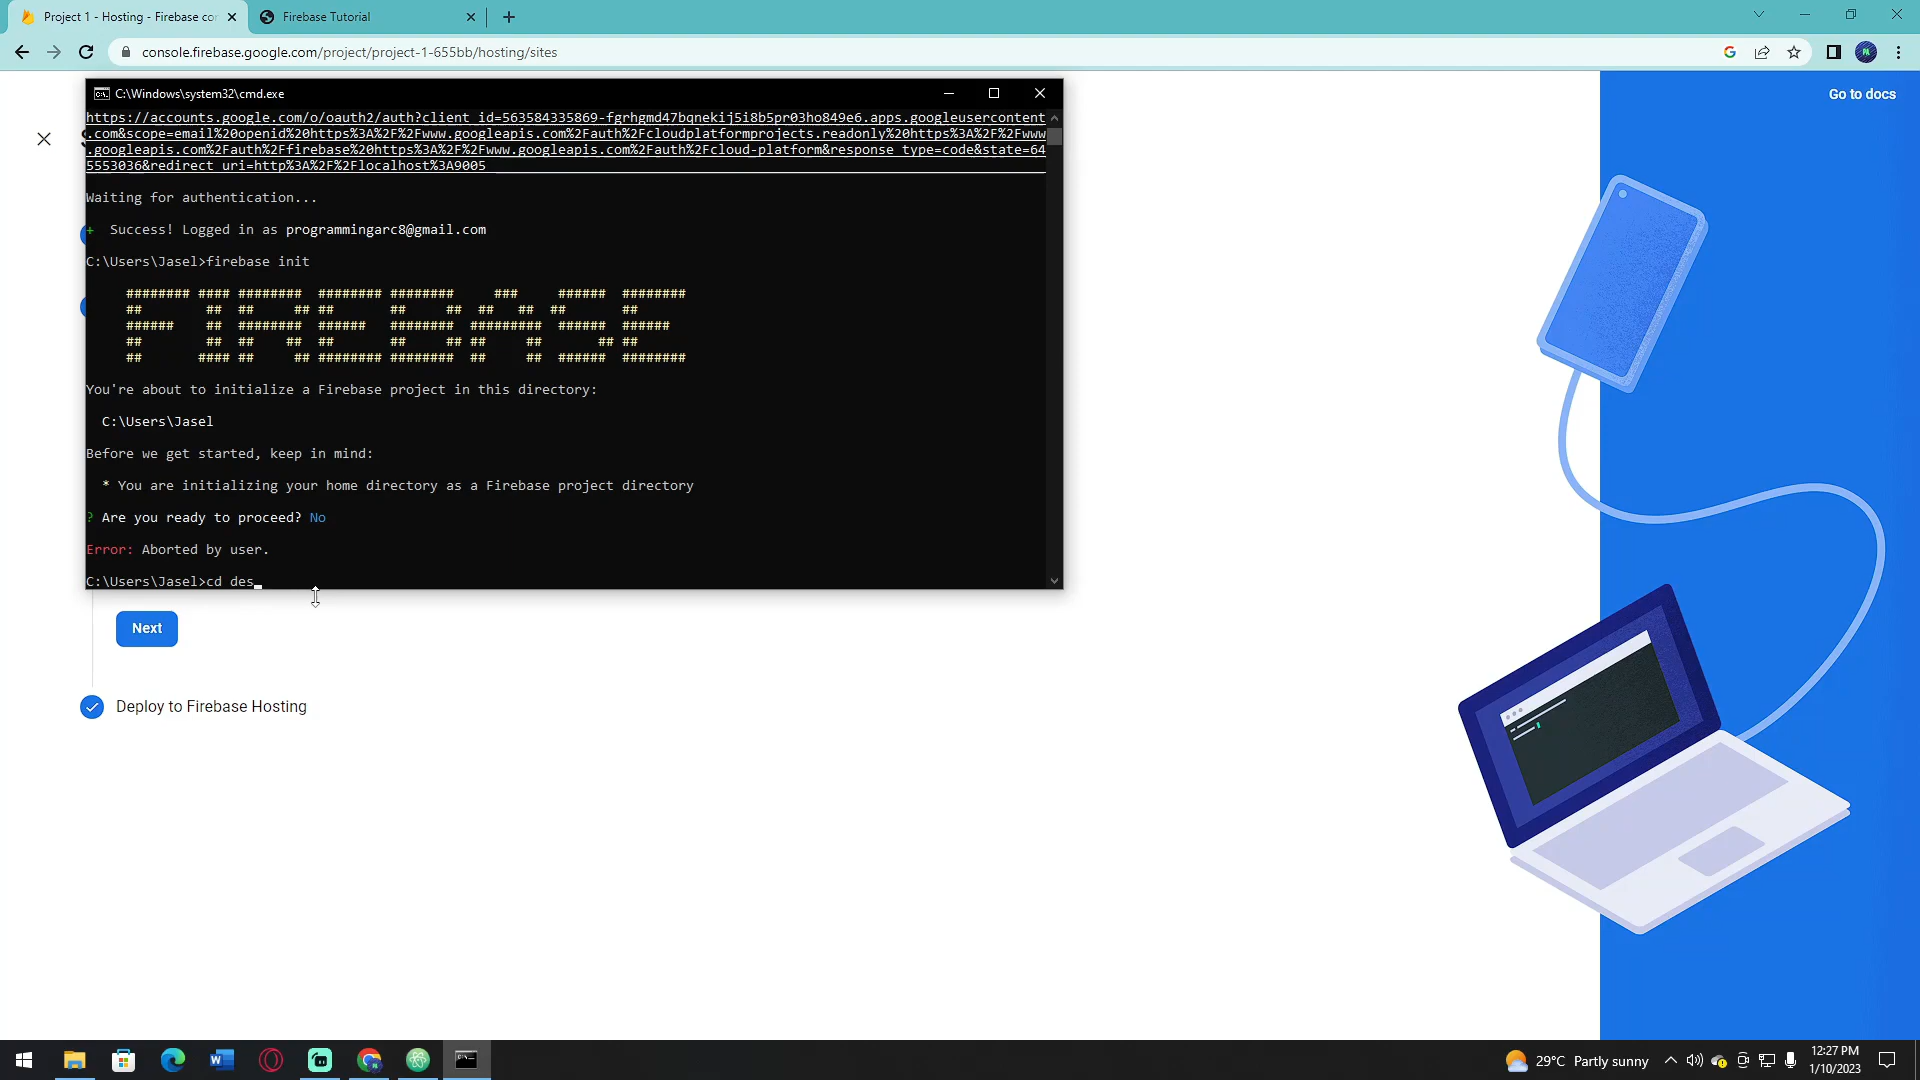 Project 1 - Hosting - Firebase con
Firebase Tutorial
console.firebase.google.com/project/project-1-655bb/hosting/sites
Go to docs
C:\Windows\system32\cmd.exe
https://accounts.google.com/o/oauth2/auth?client_id=563584335869-fgrhgmd47bqnekij5i8b5pr03ho849e6.apps.googleusercontent
.com&scope=email%20openid%20https%3A%2F%2Fwww.googleapis.com%2Fauth%2Fcloudplatformprojects.readonly%20https%3A%2F%2Fwww
.googleapis.com%2Fauth%2Ffirebase%20https%3A%2F%2Fwww.googleapis.com%2Fauth%2Fcloud-platform&response_type=code&state=64
5553036&redirect_uri=http%3A%2F%2Flocalhost%3A9005
Waiting for authentication...
+  Success! Logged in as programmingarc8@gmail.com
C:\Users\Jasel>firebase init
FIREBASE
You're about to initialize a Firebase project in this directory:
C:\Users\Jasel
Before we get started, keep in mind:
* You are initializing your home directory as a Firebase project directory
? Are you ready to proceed? No
Error: Aborted by user.
C:\Users\Jasel>cd des_
Next
Deploy to Firebase Hosting
29°C Partly sunny
12:27 PM
1/10/2023